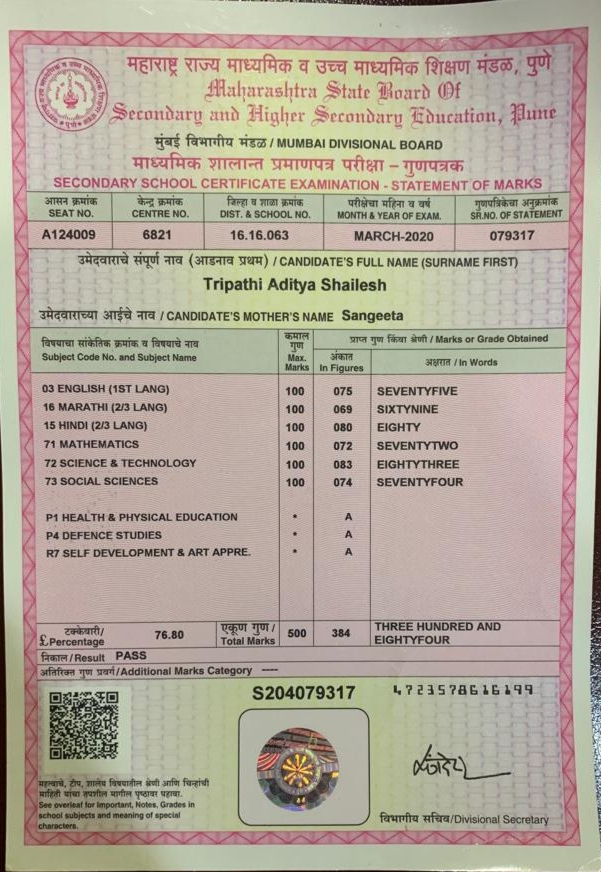 महाराष्ट्र राज्य माध्यमिक व उच्च माध्यमिक शिक्षण मंडळ, पुणे
Maharashtra State Board Of
Secondary and Higher Secondary Education, Pune
मुंबई विभागीय मंडळ / MUMBAI DIVISIONAL BOARD
माध्यमिक शालान्त प्रमाणपत्र परीक्षा – गुणपत्रक
SECONDARY SCHOOL CERTIFICATE EXAMINATION - STATEMENT OF MARKS
आसन क्रमांक केंद्र क्रमांक जिल्हा व शाळा क्रमांक परीक्षेचा महिना व वर्ष गुणपत्रिकेचा अनुक्रमांक
SEAT NO. CENTRE NO. DIST. & SCHOOL NO. MONTH & YEAR OF EXAM. SR.NO. OF STATEMENT
A124009 6821 16.16.063 MARCH-2020 079317
उमेदवाराचे संपूर्ण नाव (आडनाव प्रथम) / CANDIDATE'S FULL NAME (SURNAME FIRST)
Tripathi Aditya Shailesh
उमेदवाराच्या आईचे नाव / CANDIDATE'S MOTHER'S NAME Sangeeta
विषयाचा सांकेतिक क्रमांक व विषयाचे नाव
Subject Code No. and Subject Name
कमाल
गुण
Max.
Marks
प्राप्त गुण किंवा श्रेणी / Marks or Grade Obtained
अंकात
In Figures
अक्षरात / In Words
03 ENGLISH (1ST LANG) 100 075 SEVENTYFIVE
16 MARATHI (2/3 LANG) 100 069 SIXTYNINE
15 HINDI (2/3 LANG) 100 080 EIGHTY
71 MATHEMATICS 100 072 SEVENTYTWO
72 SCIENCE & TECHNOLOGY 100 083 EIGHTYTHREE
73 SOCIAL SCIENCES 100 074 SEVENTYFOUR
P1 HEALTH & PHYSICAL EDUCATION * A
P4 DEFENCE STUDIES * A
R7 SELF DEVELOPMENT & ART APPRE. * A
टक्केवारी/
£Percentage
76.80
एकूण गुण /
Total Marks
500 384
THREE HUNDRED AND
EIGHTYFOUR
निकाल/Result PASS
अतिरिक्त गुण प्रवर्ग/Additional Marks Category ----
S204079317
4723578616199
महत्वाचे, टीप, शालेय विषयातील श्रेणी आणि चिन्हांची
माहिती यांचा तपशील मागील पृष्ठावर पहावा.
See overleaf for Important, Notes, Grades in
school subjects and meaning of special
characters.
विभागीय सचिव/Divisional Secretary